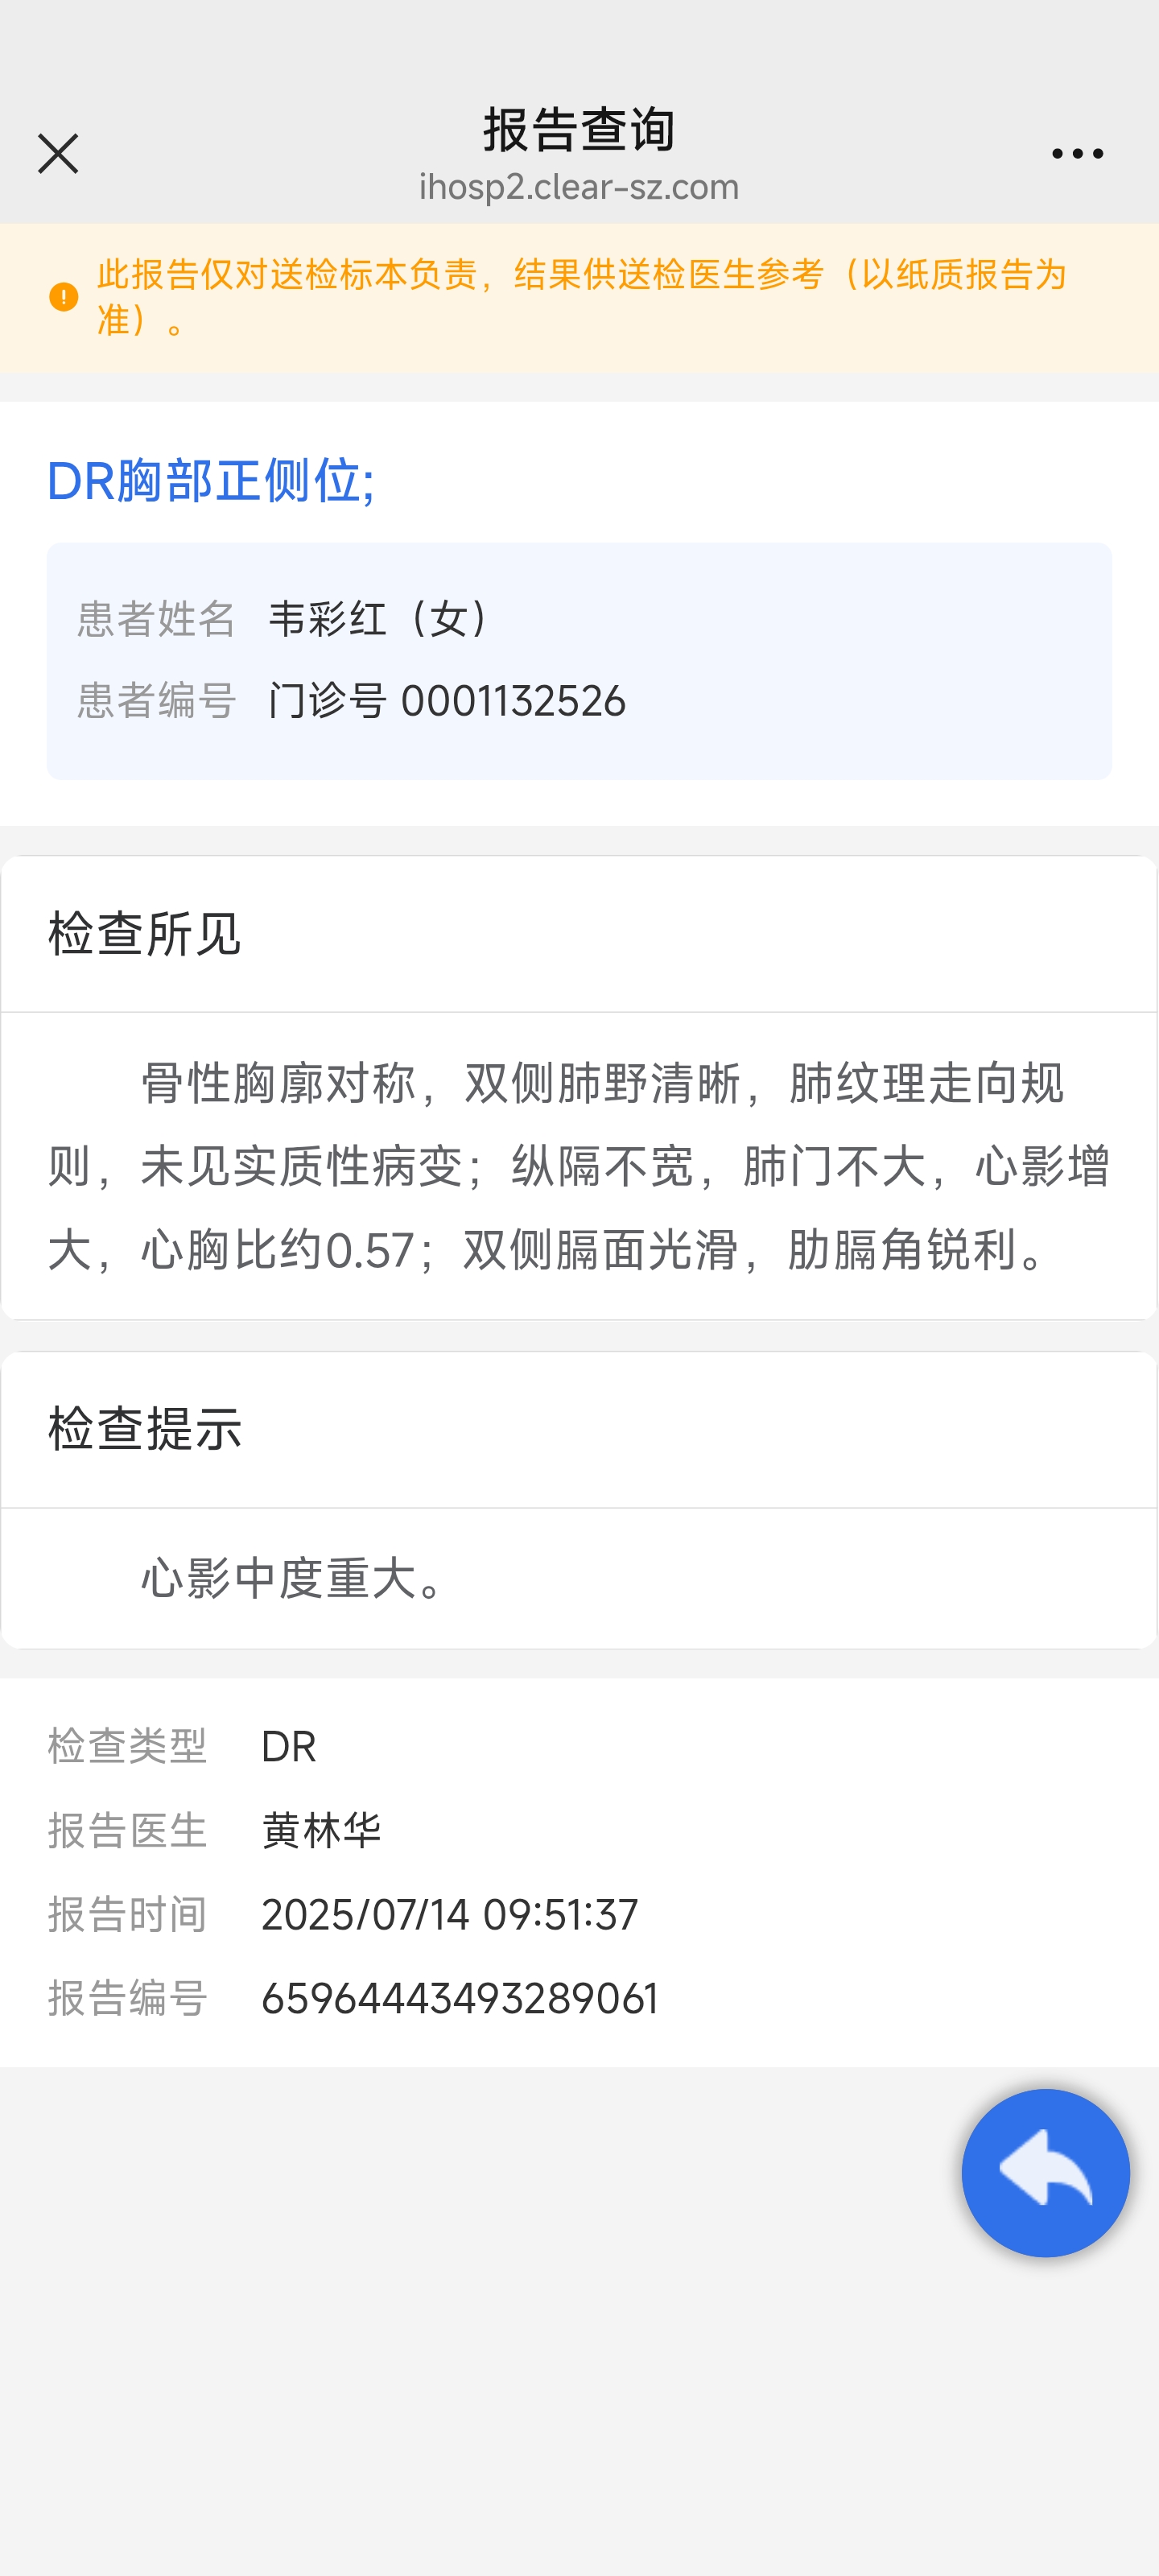 报告查询
ihosp2.clear-sz.com
此报告仅对送检标本负责，结果供送检医生参考（以纸质报告为
准）。
DR胸部正侧位;
患者姓名 韦彩红（女）
患者编号 门诊号 0001132526
检查所见
骨性胸廓对称，双侧肺野清晰，肺纹理走向规
则，未见实质性病变；纵隔不宽，肺门不大，心影增
大，心胸比约0.57；双侧膈面光滑，肋膈角锐利。
检查提示
心影中度重大。
检查类型 DR
报告医生 黄林华
报告时间 2025/07/14 09:51:37
报告编号 65964443493289061